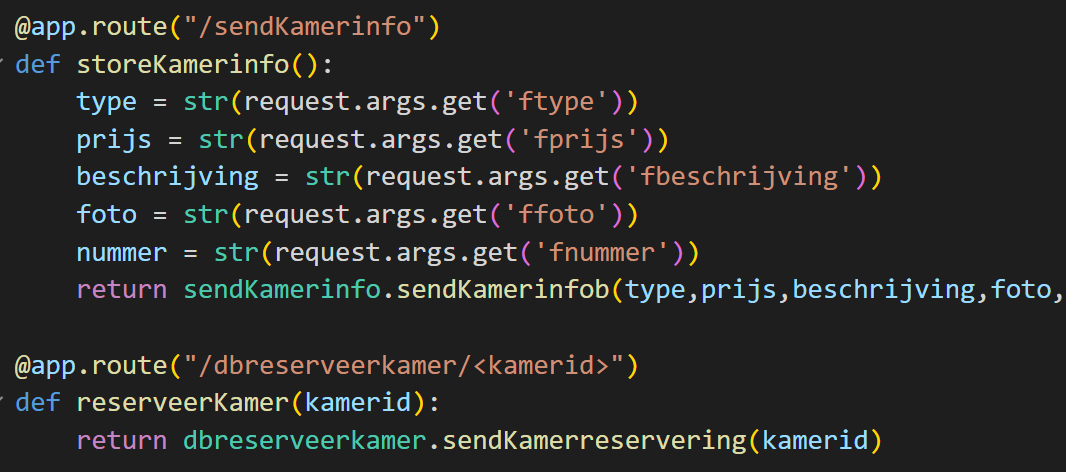 @app.route("/sendKamerinfo")
def storeKamerinfo():
    type = str(request.args.get('ftype'))
    prijs = str(request.args.get('fprijs'))
    beschrijving = str(request.args.get('fbeschrijving'))
    foto = str(request.args.get('ffoto'))
    nummer = str(request.args.get('fnummer'))
    return sendKamerinfo.sendKamerinfob(type,prijs,beschrijving,foto,
@app.route("/dbreserveerkamer/<kamerid>")
def reserveerKamer(kamerid):
    return dbreserveerkamer.sendKamerreservering(kamerid)